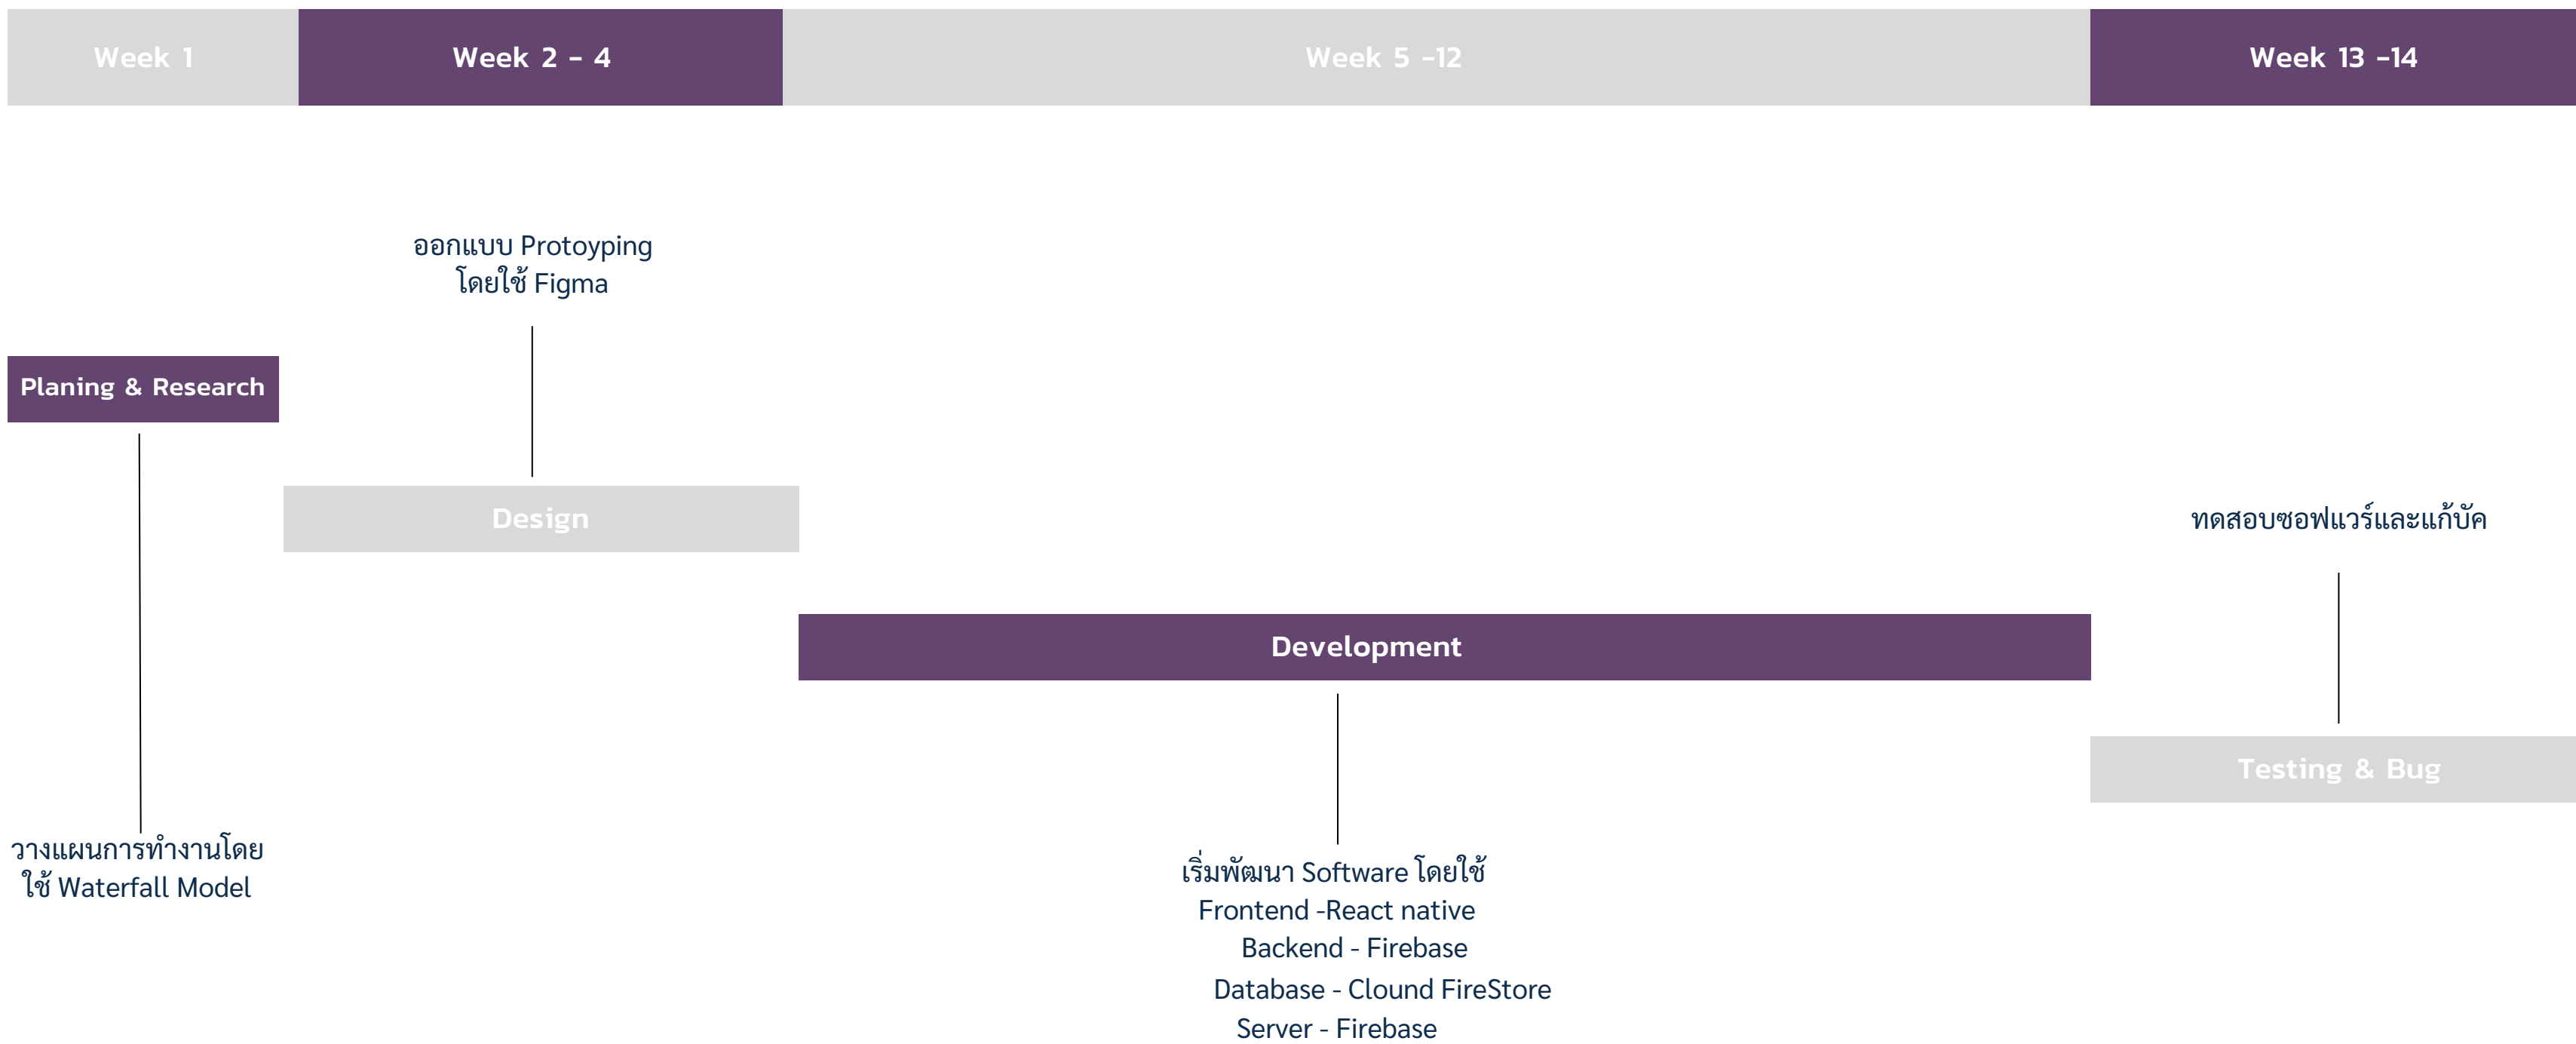 Week 1
Week 2 - 4
Week 5 -12
Week 13 -14
ออกแบบ Protoyping
โดยใช้ Figma
Planing & Research
Design
ทดสอบซอฟแวร์และแก้บัค
Development
Testing & Bug
วางแผนการทำงานโดย
ใช้ Waterfall Model
เริ่มพัฒนา Software โดยใช้
Frontend -React native
Backend - Firebase
Database - Clound FireStore
Server - Firebase